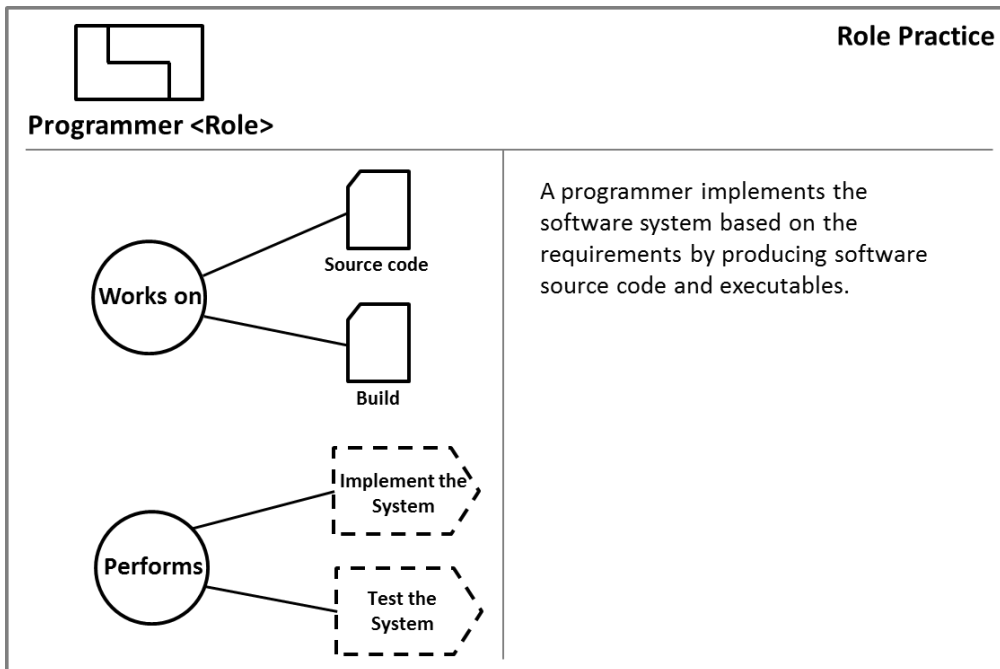 Role Practice
Programmer <Role>
Works on
Source code
Build
Performs
Implement the
System
Test the
System
A programmer implements the
software system based on the
requirements by producing software
source code and executables.